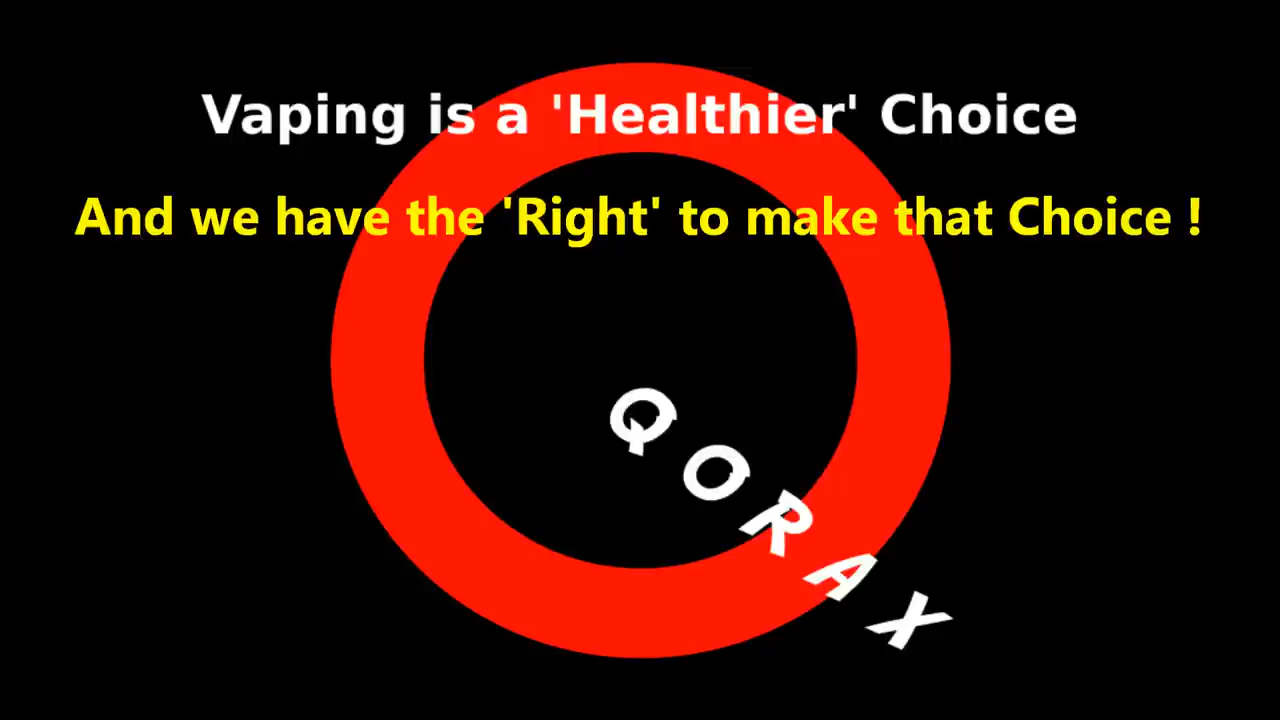 Vaping is a 'Healthier' Choice
And we have the 'Right' to make that Choice !
QORAX